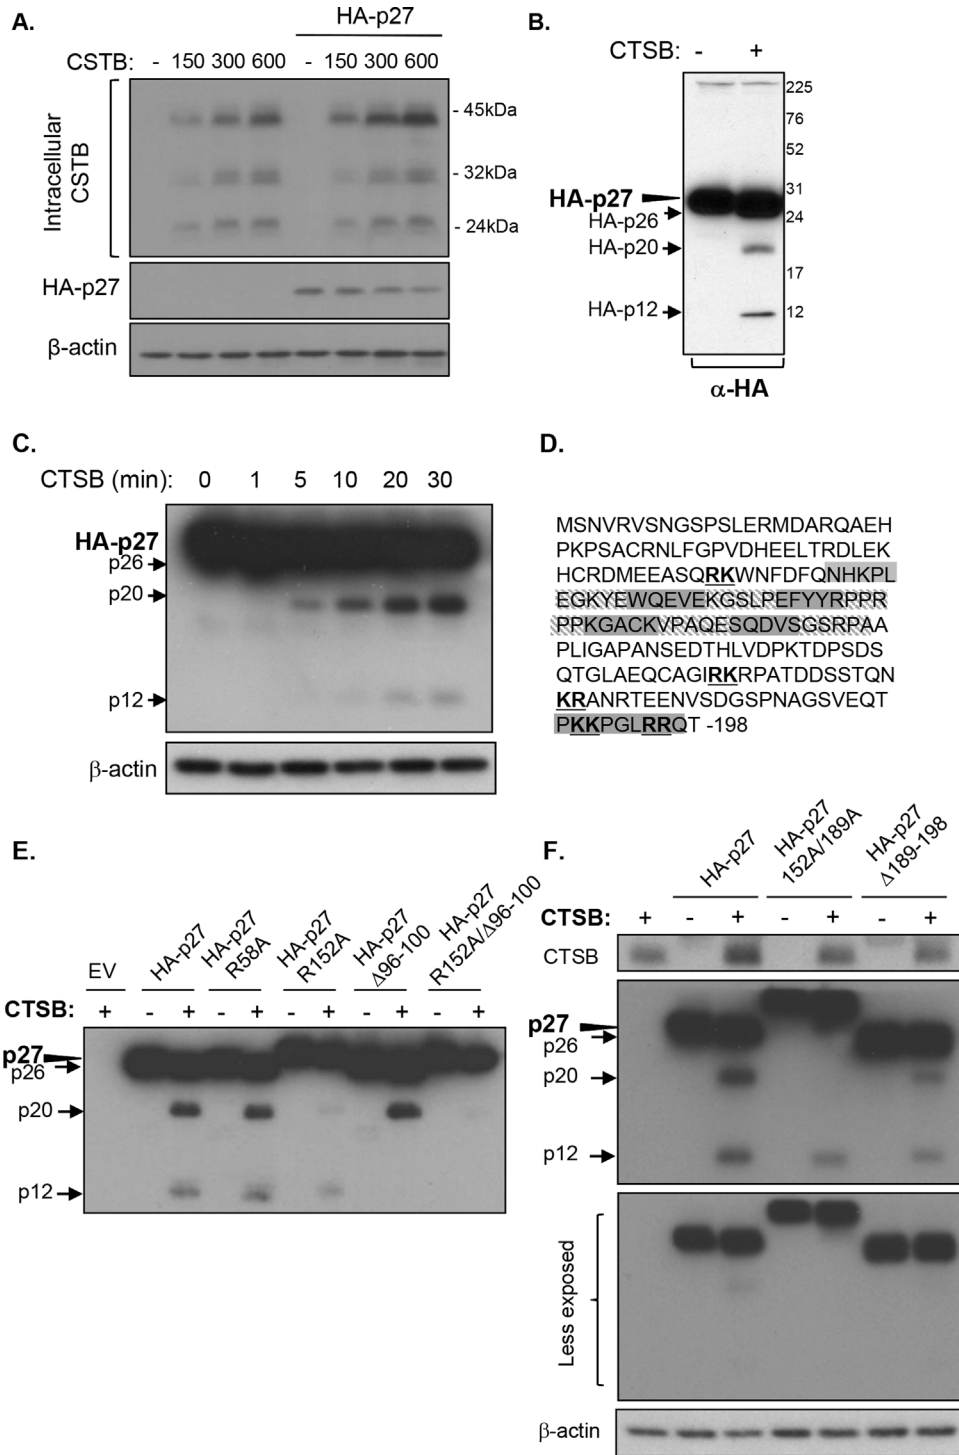 A.
HA-p27
CSTB: - 150 300 600 - 150 300 600
Intracellular
CSTB
- 45kDa
- 32kDa
- 24kDa
HA-p27
β-actin
B.
CTSB: - +
225
76
52
31
24
17
12
HA-p27
HA-p26
HA-p20
HA-p12
α-HA
C.
CTSB (min): 0 1 5 10 20 30
HA-p27
p26
p20
p12
β-actin
D.
MSNVRVSNGSPSLERMDARQAEH
PKPSACRNLFGPVDHEELTRDLEK
HCRDMEEASQRKWNFDFQNHKPL
EGKYEWQEVEKGSLPEFYYRPPR
PPKGACKVPAQESQDVSGSRPAA
PLIGAPANSEDTHLVDPKTDPSDS
QTGLAEQCAGIRKRPATDDSSTQN
KRANRTEENVSDGSPNAGSVEQT
PKKPGLRRQT -198
E.
EV
HA-p27
HA-p27
R58A
HA-p27
R152A
HA-p27
Δ96-100
HA-p27
R152A/Δ96-100
CTSB: + - + - + - + - + - +
p27
p26
p20
p12
F.
HA-p27
HA-p27
152A/189A
HA-p27
Δ189-198
CTSB: + - + - + - +
CTSB
p27
p26
p20
p12
Less exposed
β-actin